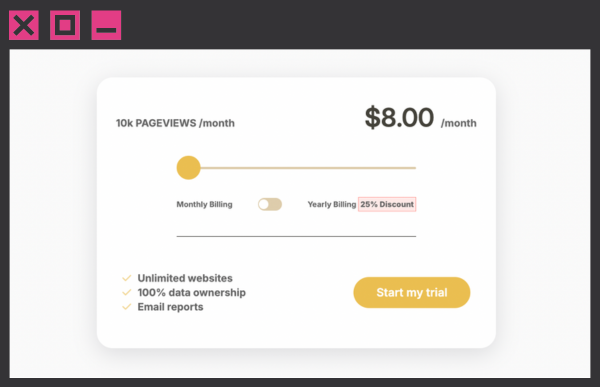 10k PAGEVIEWS /month
$8.00 /month
Monthly Billing
Yearly Billing 25% Discount
Unlimited websites
100% data ownership
Email reports
Start my trial